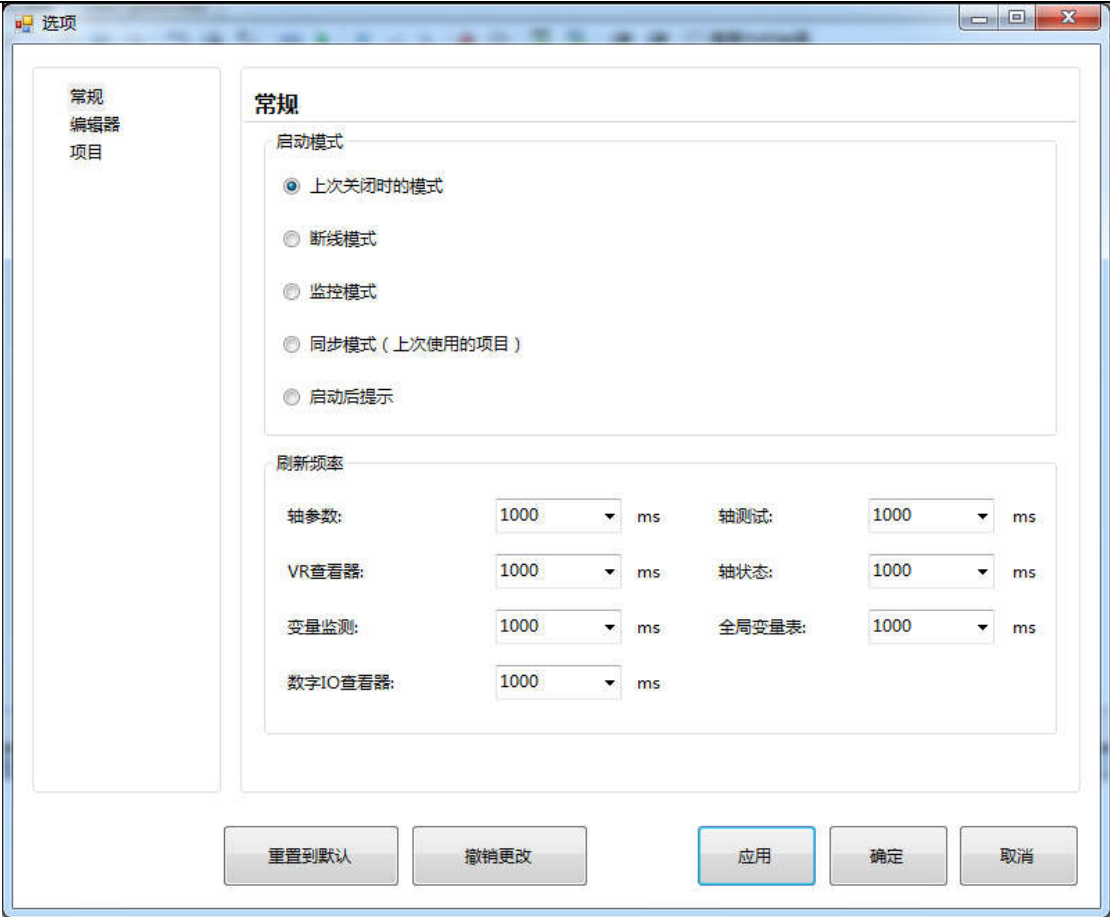 选项
常规
编辑器
项目
常规
启动模式
上次关闭时的模式
断线模式
监控模式
同步模式（上次使用的项目）
启动后提示
刷新频率
轴参数: 1000 ms 轴测试: 1000 ms
VR查看器: 1000 ms 轴状态: 1000 ms
变量监测: 1000 ms 全局变量表: 1000 ms
数字IO查看器: 1000 ms
重置到默认 撤销更改 应用 确定 取消